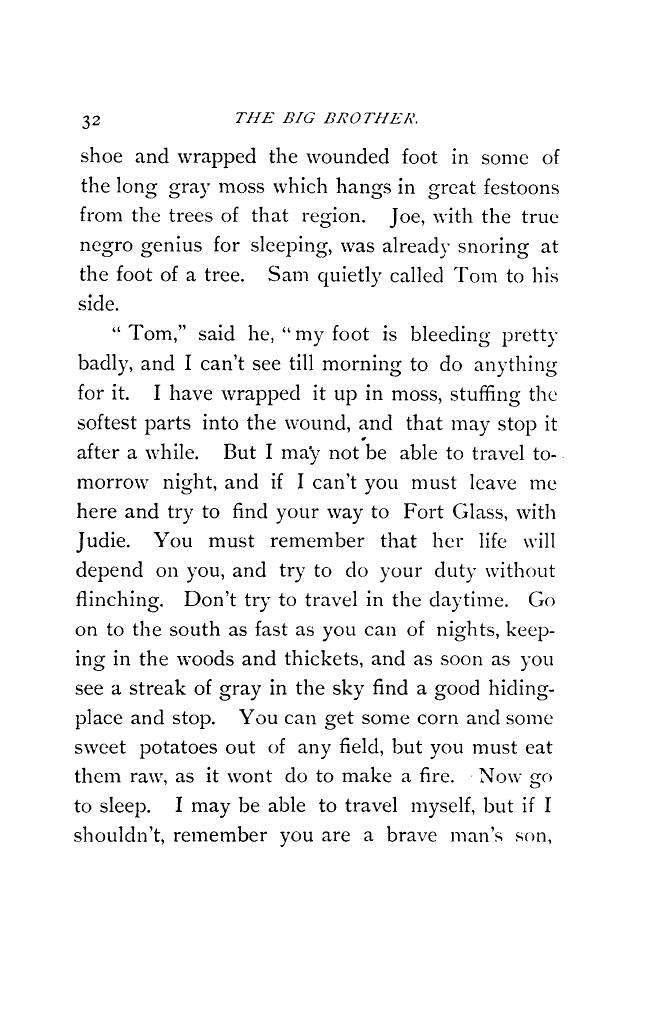 32 THE BIG BROTHER.
shoe and wrapped the wounded foot in some of
the long gray moss which hangs in great festoons
from the trees of that region. Joe, with the true
negro genius for sleeping, was already snoring at
the foot of a tree. Sam quietly called Tom to his
side.
“ Tom,” said he, “my foot is bleeding pretty
badly, and I can't see till morning to do anything
for it. I have wrapped it up in moss, stuffing the
softest parts into the wound, and that may stop it
after a while. But I may not be able to travel to-
morrow night, and if I can't you must leave me
here and try to find your way to Fort Glass, with
Judie. You must remember that her life will
depend on you, and try to do your duty without
flinching. Don't try to travel in the daytime. Go
on to the south as fast as you can of nights, keep-
ing in the woods and thickets, and as soon as you
see a streak of gray in the sky find a good hiding-
place and stop. You can get some corn and some
sweet potatoes out of any field, but you must eat
them raw, as it wont do to make a fire. Now go
to sleep. I may be able to travel myself, but if I
shouldn't, remember you are a brave man's son,